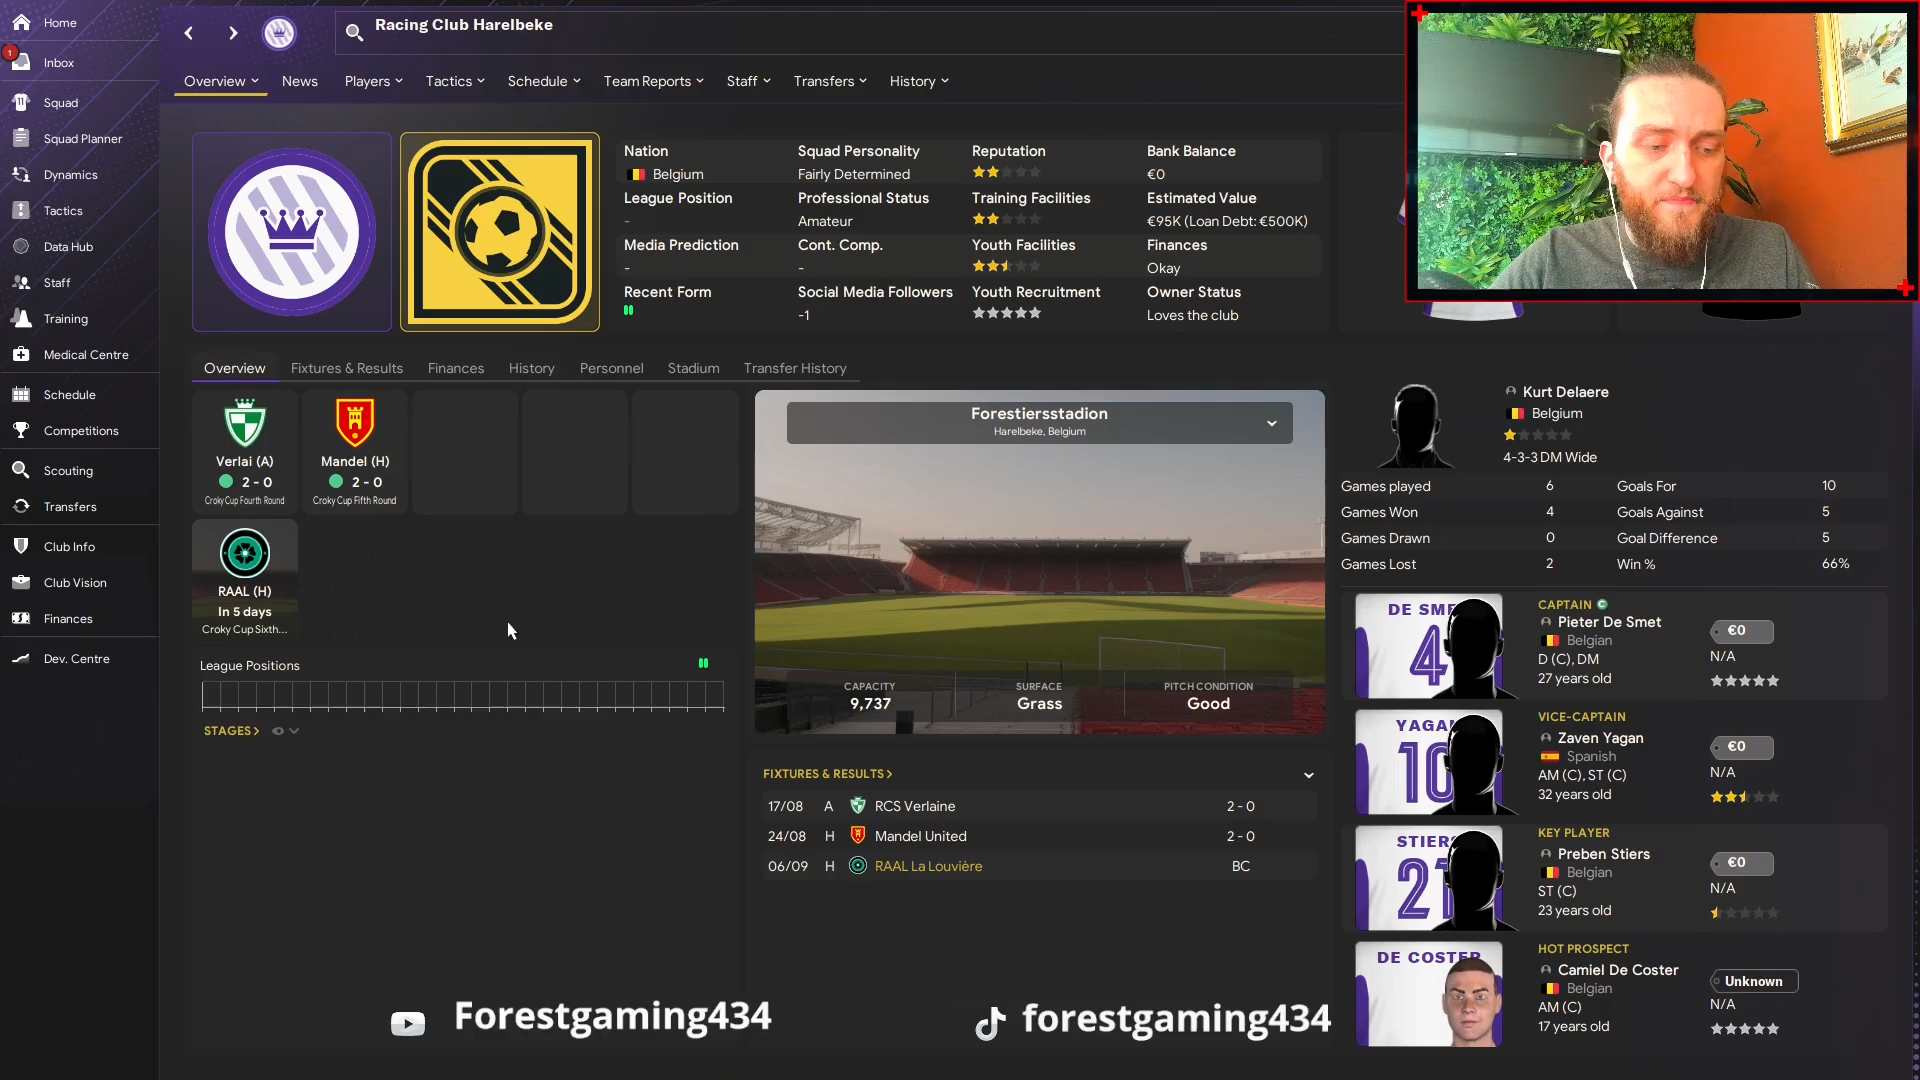 Home
1
Inbox
Squad
Squad Planner
Dynamics
Tactics
Data Hub
Staff
Training
Medical Centre
Schedule
Competitions
Scouting
Transfers
Club Info
Club Vision
Finances
Dev. Centre
Racing Club Harelbeke
Overview News Players Tactics Schedule Team Reports Staff Transfers History
Nation
Belgium
League Position
-
Media Prediction
-
Recent Form
Squad Personality
Fairly Determined
Professional Status
Amateur
Cont. Comp.
-
Social Media Followers
-1
Reputation
Training Facilities
Youth Facilities
Youth Recruitment
Bank Balance
€0
Estimated Value
€95K (Loan Debt: €500K)
Finances
Okay
Owner Status
Loves the club
Overview Fixtures & Results Finances History Personnel Stadium Transfer History
Verlai (A)
2 - 0
Croky Cup Fourth Round
Mandel (H)
2 - 0
Croky Cup Fifth Round
RAAL (H)
In 5 days
Croky Cup Sixth...
League Positions
STAGES >
Forestiersstadion
Harelbeke, Belgium
CAPACITY
9,737
SURFACE
Grass
PITCH CONDITION
Good
FIXTURES & RESULTS >
17/08 A RCS Verlaine 2 - 0
24/08 H Mandel United 2 - 0
06/09 H RAAL La Louvière BC
Kurt Delaere
Belgium
4-3-3 DM Wide
Games played 6 Goals For 10
Games Won 4 Goals Against 5
Games Drawn 0 Goal Difference 5
Games Lost 2 Win % 66%
DE SME
4
CAPTAIN C
Pieter De Smet
Belgian
D (C), DM
27 years old
€0
N/A
YAGA
10
VICE-CAPTAIN
Zaven Yagan
Spanish
AM (C), ST (C)
32 years old
€0
N/A
STIERS
21
KEY PLAYER
Preben Stiers
Belgian
ST (C)
23 years old
€0
N/A
DE COSTER
HOT PROSPECT
Camiel De Coster
Belgian
AM (C)
17 years old
Unknown
N/A
Forestgaming434
forestgaming434